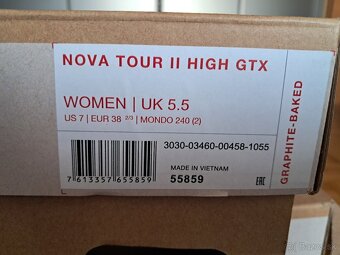 NOVA TOUR II HIGH GTX
WOMEN | UK 5.5
US 7 | EUR 38 2/3 | MONDO 240 (2)
3030-03460-00458-1055
MADE IN VIETNAM
55859
7 613357 655859
EAC
GRAPHITE-BAKED